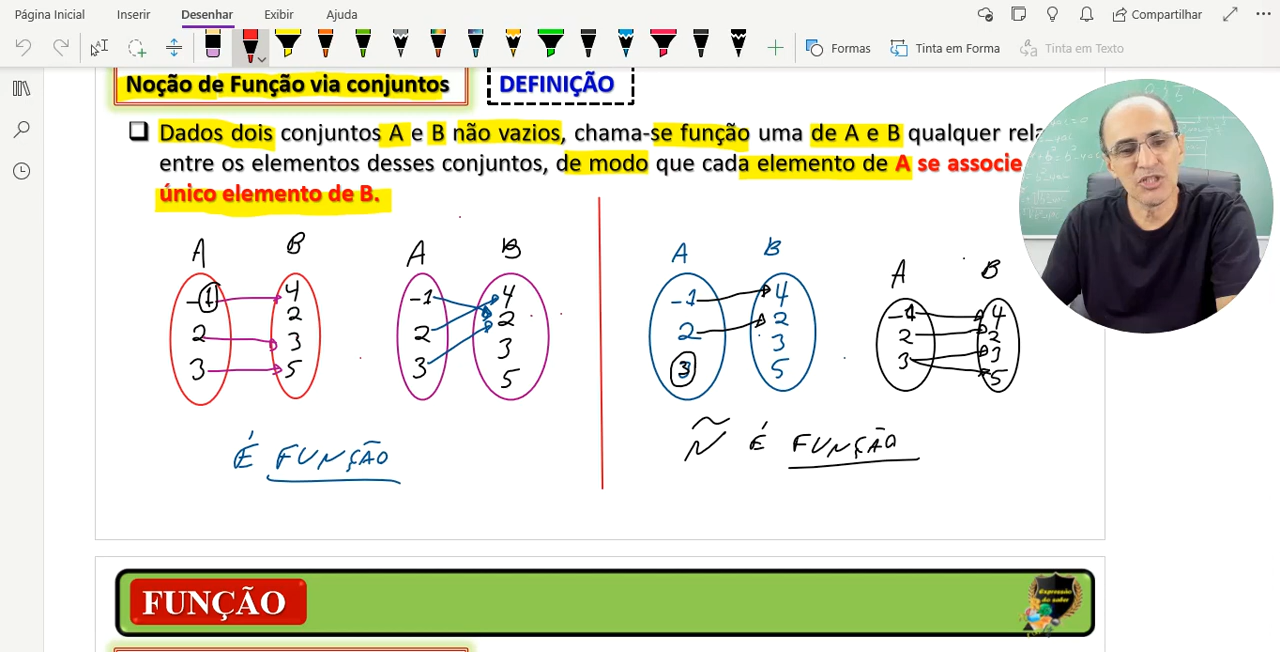 Página Inicial Inserir Desenhar Exibir Ajuda
Compartilhar
Formas Tinta em Forma Tinta em Texto
Noção de Função via conjuntos DEFINIÇÃO
Dados dois conjuntos A e B não vazios, chama-se função uma de A e B qualquer rela
entre os elementos desses conjuntos, de modo que cada elemento de A se associe
único elemento de B.
A B
-1 4
2 2
3 3
5
A B
-1 4
2 2
3 3
5
É FUNÇÃO
A B
-1 4
2 2
3 3
5
A B
-1 4
2 2
3 3
5
Ñ É FUNÇÃO
FUNÇÃO
Expressão
do saber